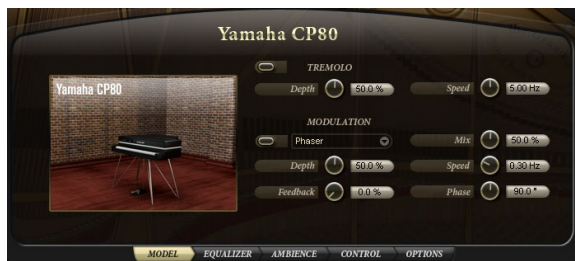 Yamaha CP80
Yamaha CP80
TREMOLO
Depth 50.0 % Speed 5.00 Hz
MODULATION
Phaser Mix 50.0 %
Depth 50.0 % Speed 0.30 Hz
Feedback 0.0 % Phase 90.0 °
MODEL EQUALIZER AMBIENCE CONTROL OPTIONS